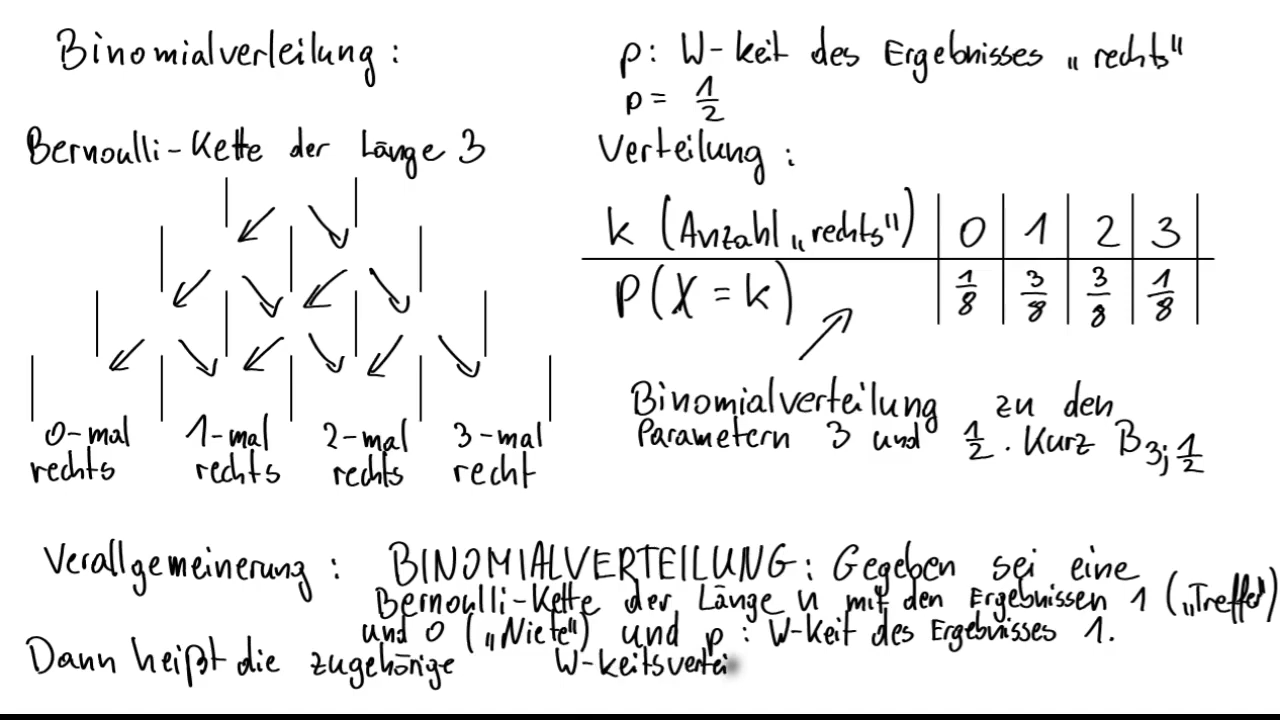 Binomialverteilung :
Bernoulli-Kette der Länge 3
0-mal rechts
1-mal rechts
2-mal rechts
3-mal recht
p: W-keit des Ergebnisses „rechts"
p = 1/2
Verteilung :
k (Anzahl „rechts") 0 1 2 3
P(X = k) 1/8 3/8 3/8 1/8
Binomialverteilung zu den
Parametern 3 und 1/2. Kurz B3;1/2
Verallgemeinerung : BINOMIALVERTEILUNG: Gegeben sei eine
Bernoulli-Kette der Länge n mit den Ergebnissen 1 („Treffer")
und 0 („Niete") und p: W-keit des Ergebnisses 1.
Dann heißt die zugehörige W-keitsvertei